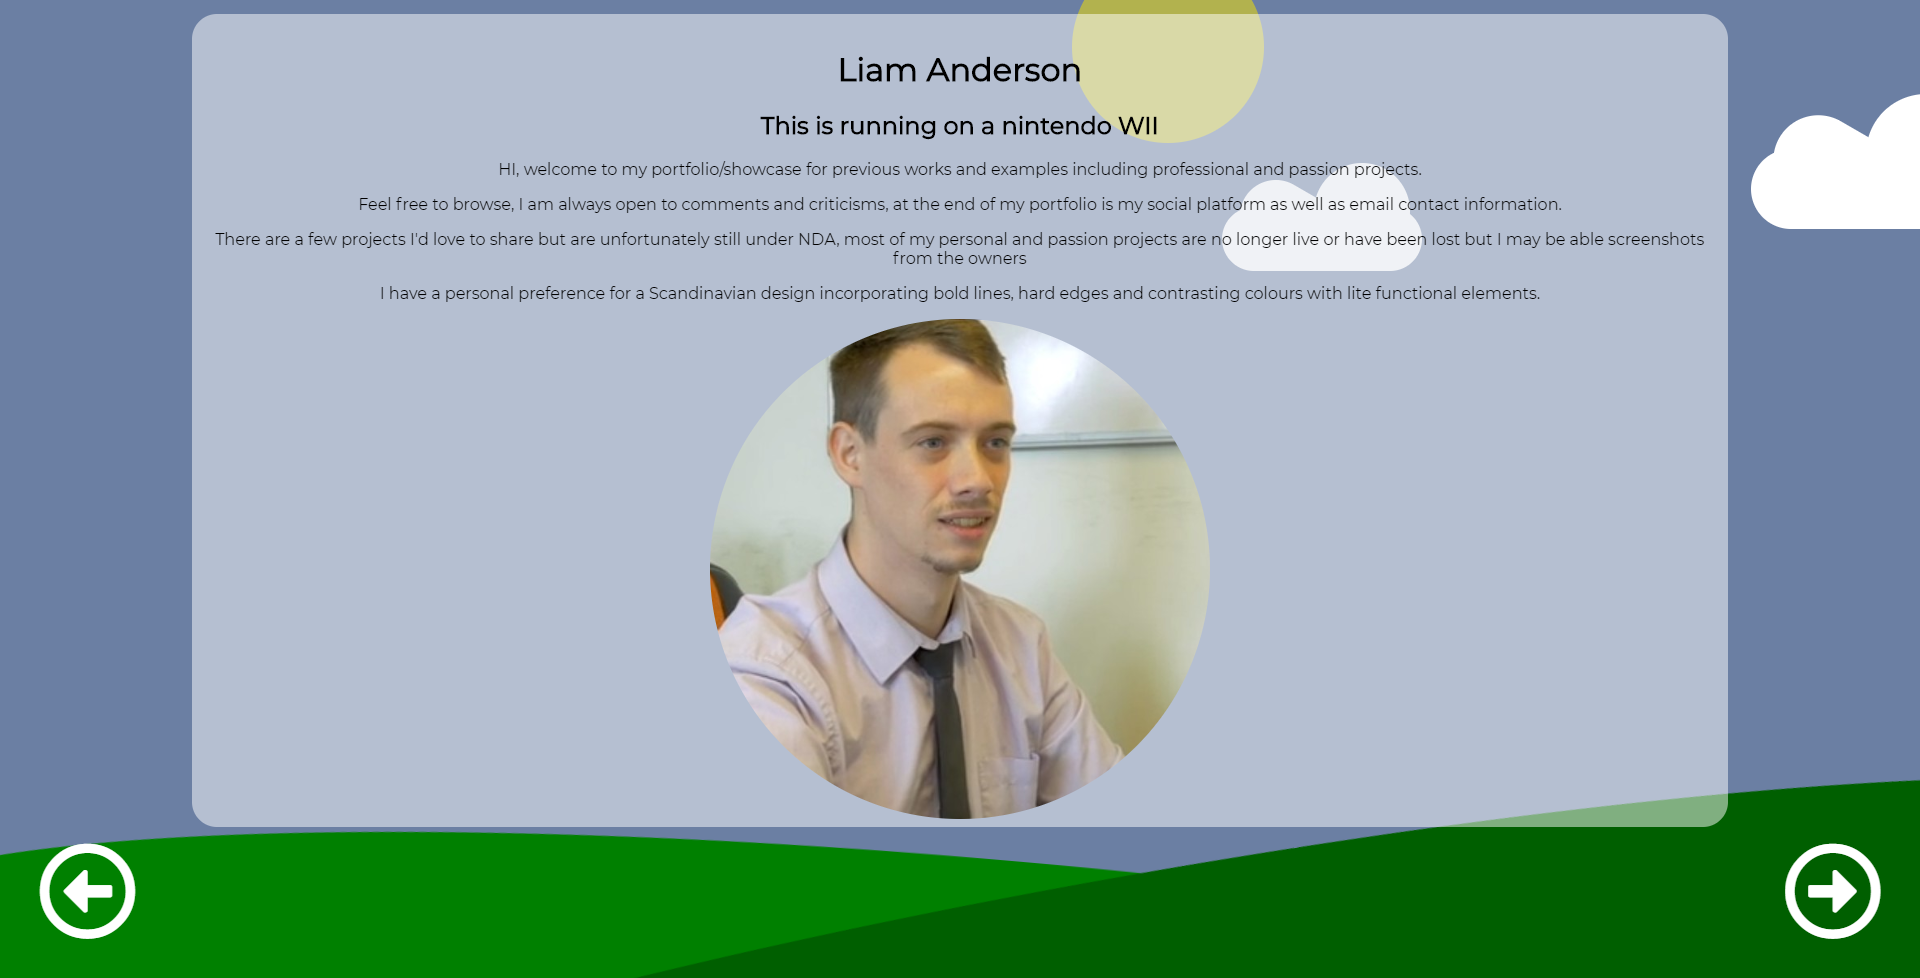 Liam Anderson
This is running on a nintendo WII
HI, welcome to my portfolio/showcase for previous works and examples including professional and passion projects.
Feel free to browse, I am always open to comments and criticisms, at the end of my portfolio is my social platform as well as email contact information.
There are a few projects I'd love to share but are unfortunately still under NDA, most of my personal and passion projects are no longer live or have been lost but I may be able screenshots
from the owners
I have a personal preference for a Scandinavian design incorporating bold lines, hard edges and contrasting colours with lite functional elements.